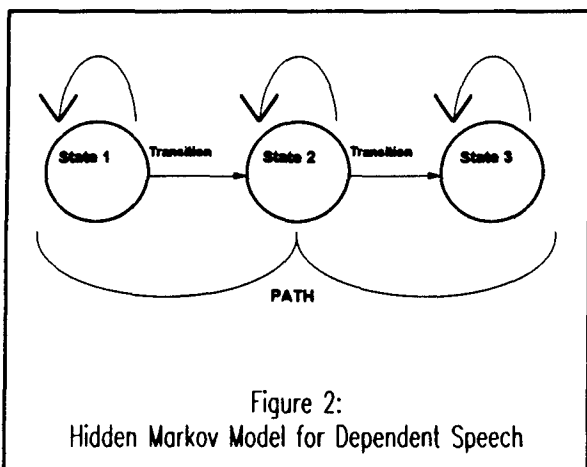 State 1 Transition State 2 Transition State 3
PATH
Figure 2:
Hidden Markov Model for Dependent Speech